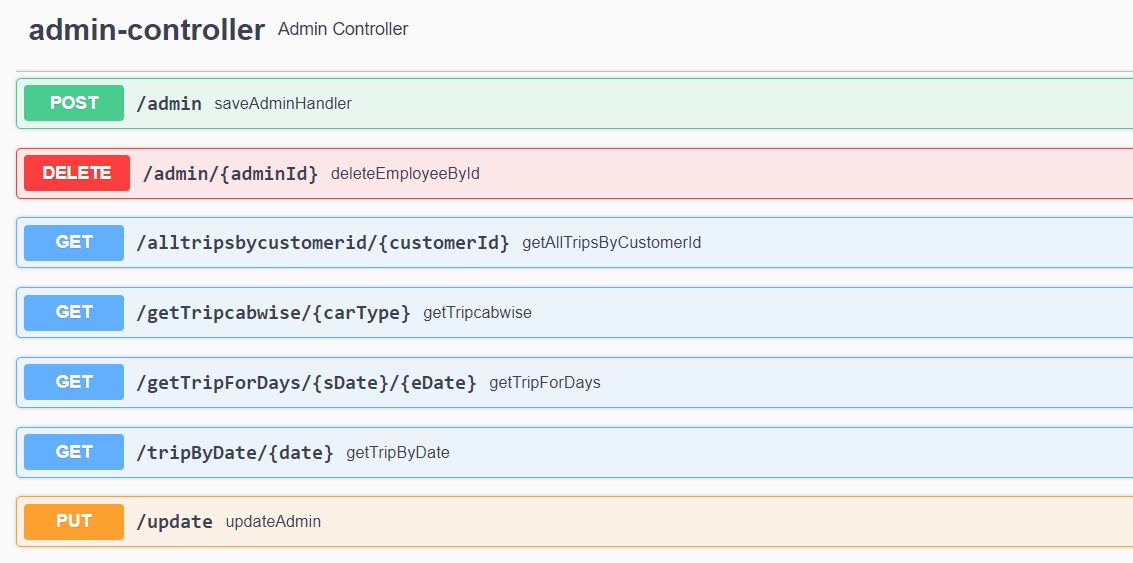 admin-controller Admin Controller
POST /admin saveAdminHandler
DELETE /admin/{adminId} deleteEmployeeById
GET /alltripsbycustomerid/{customerId} getAllTripsByCustomerId
GET /getTripcabwise/{carType} getTripcabwise
GET /getTripForDays/{sDate}/{eDate} getTripForDays
GET /tripByDate/{date} getTripByDate
PUT /update updateAdmin